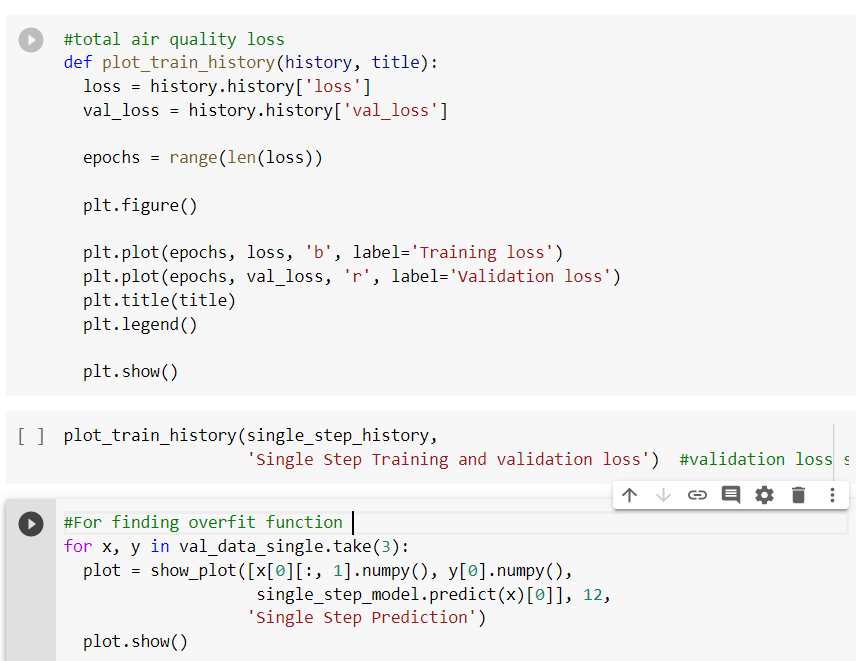 #total air quality loss
def plot_train_history(history, title):
  loss = history.history['loss']
  val_loss = history.history['val_loss']
  epochs = range(len(loss))
  plt.figure()
  plt.plot(epochs, loss, 'b', label='Training loss')
  plt.plot(epochs, val_loss, 'r', label='Validation loss')
  plt.title(title)
  plt.legend()
  plt.show()
[ ] plot_train_history(single_step_history,
                   'Single Step Training and validation loss')  #validation loss
#For finding overfit function
for x, y in val_data_single.take(3):
  plot = show_plot([x[0][:, 1].numpy(), y[0].numpy(),
                    single_step_model.predict(x)[0]], 12,
                   'Single Step Prediction')
  plot.show()